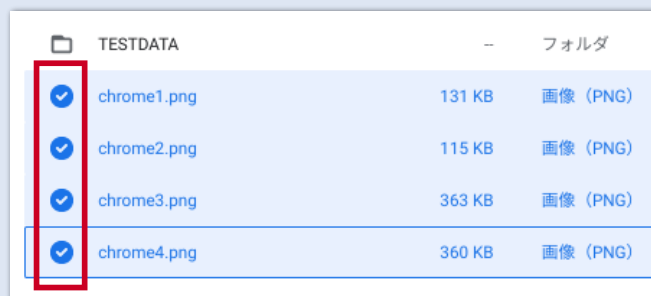 TESTDATA -- フォルダ
chrome1.png 131 KB 画像（PNG）
chrome2.png 115 KB 画像（PNG）
chrome3.png 363 KB 画像（PNG）
chrome4.png 360 KB 画像（PNG）